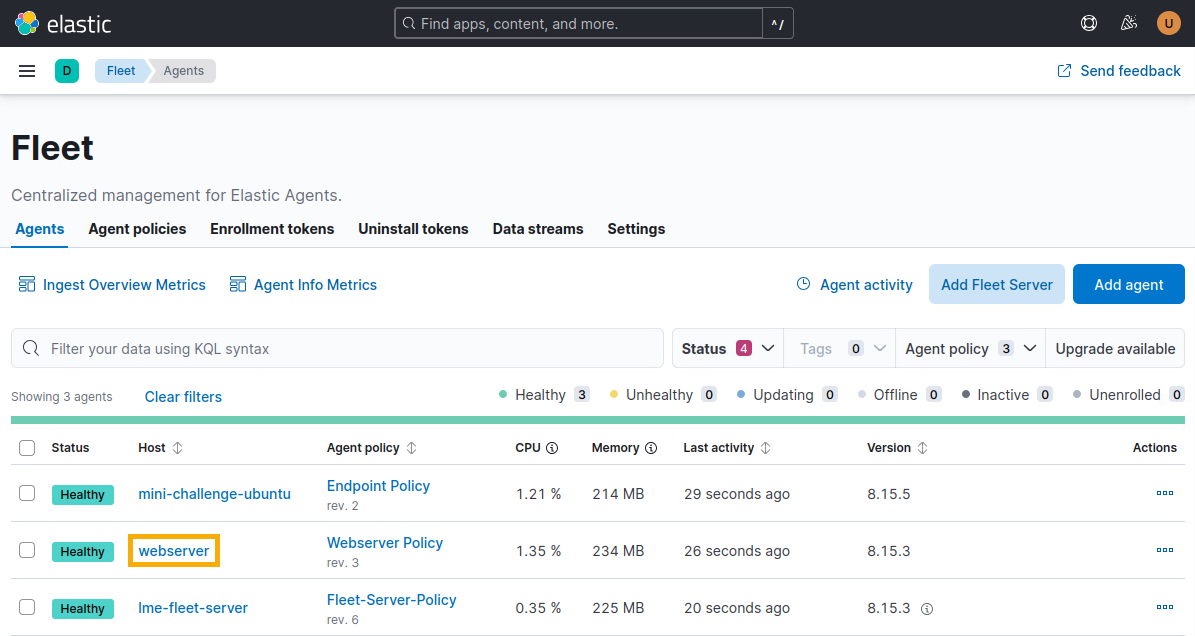 elastic Find apps, content, and more. ^/ U
D Fleet Agents Send feedback
Fleet
Centralized management for Elastic Agents.
Agents Agent policies Enrollment tokens Uninstall tokens Data streams Settings
Ingest Overview Metrics Agent Info Metrics Agent activity Add Fleet Server Add agent
Filter your data using KQL syntax Status 4 Tags 0 Agent policy 3 Upgrade available
Showing 3 agents Clear filters Healthy 3 Unhealthy 0 Updating 0 Offline 0 Inactive 0 Unenrolled 0
Status Host Agent policy CPU Memory Last activity Version Actions
Healthy mini-challenge-ubuntu Endpoint Policy 1.21 % 214 MB 29 seconds ago 8.15.5
rev. 2
Healthy webserver Webserver Policy 1.35 % 234 MB 26 seconds ago 8.15.3
rev. 3
Healthy lme-fleet-server Fleet-Server-Policy 0.35 % 225 MB 20 seconds ago 8.15.3
rev. 6